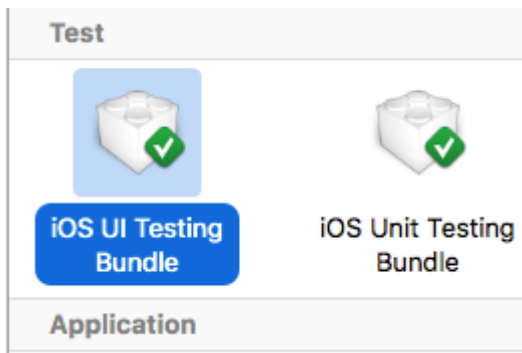 Test
iOS UI Testing
Bundle
iOS Unit Testing
Bundle
Application